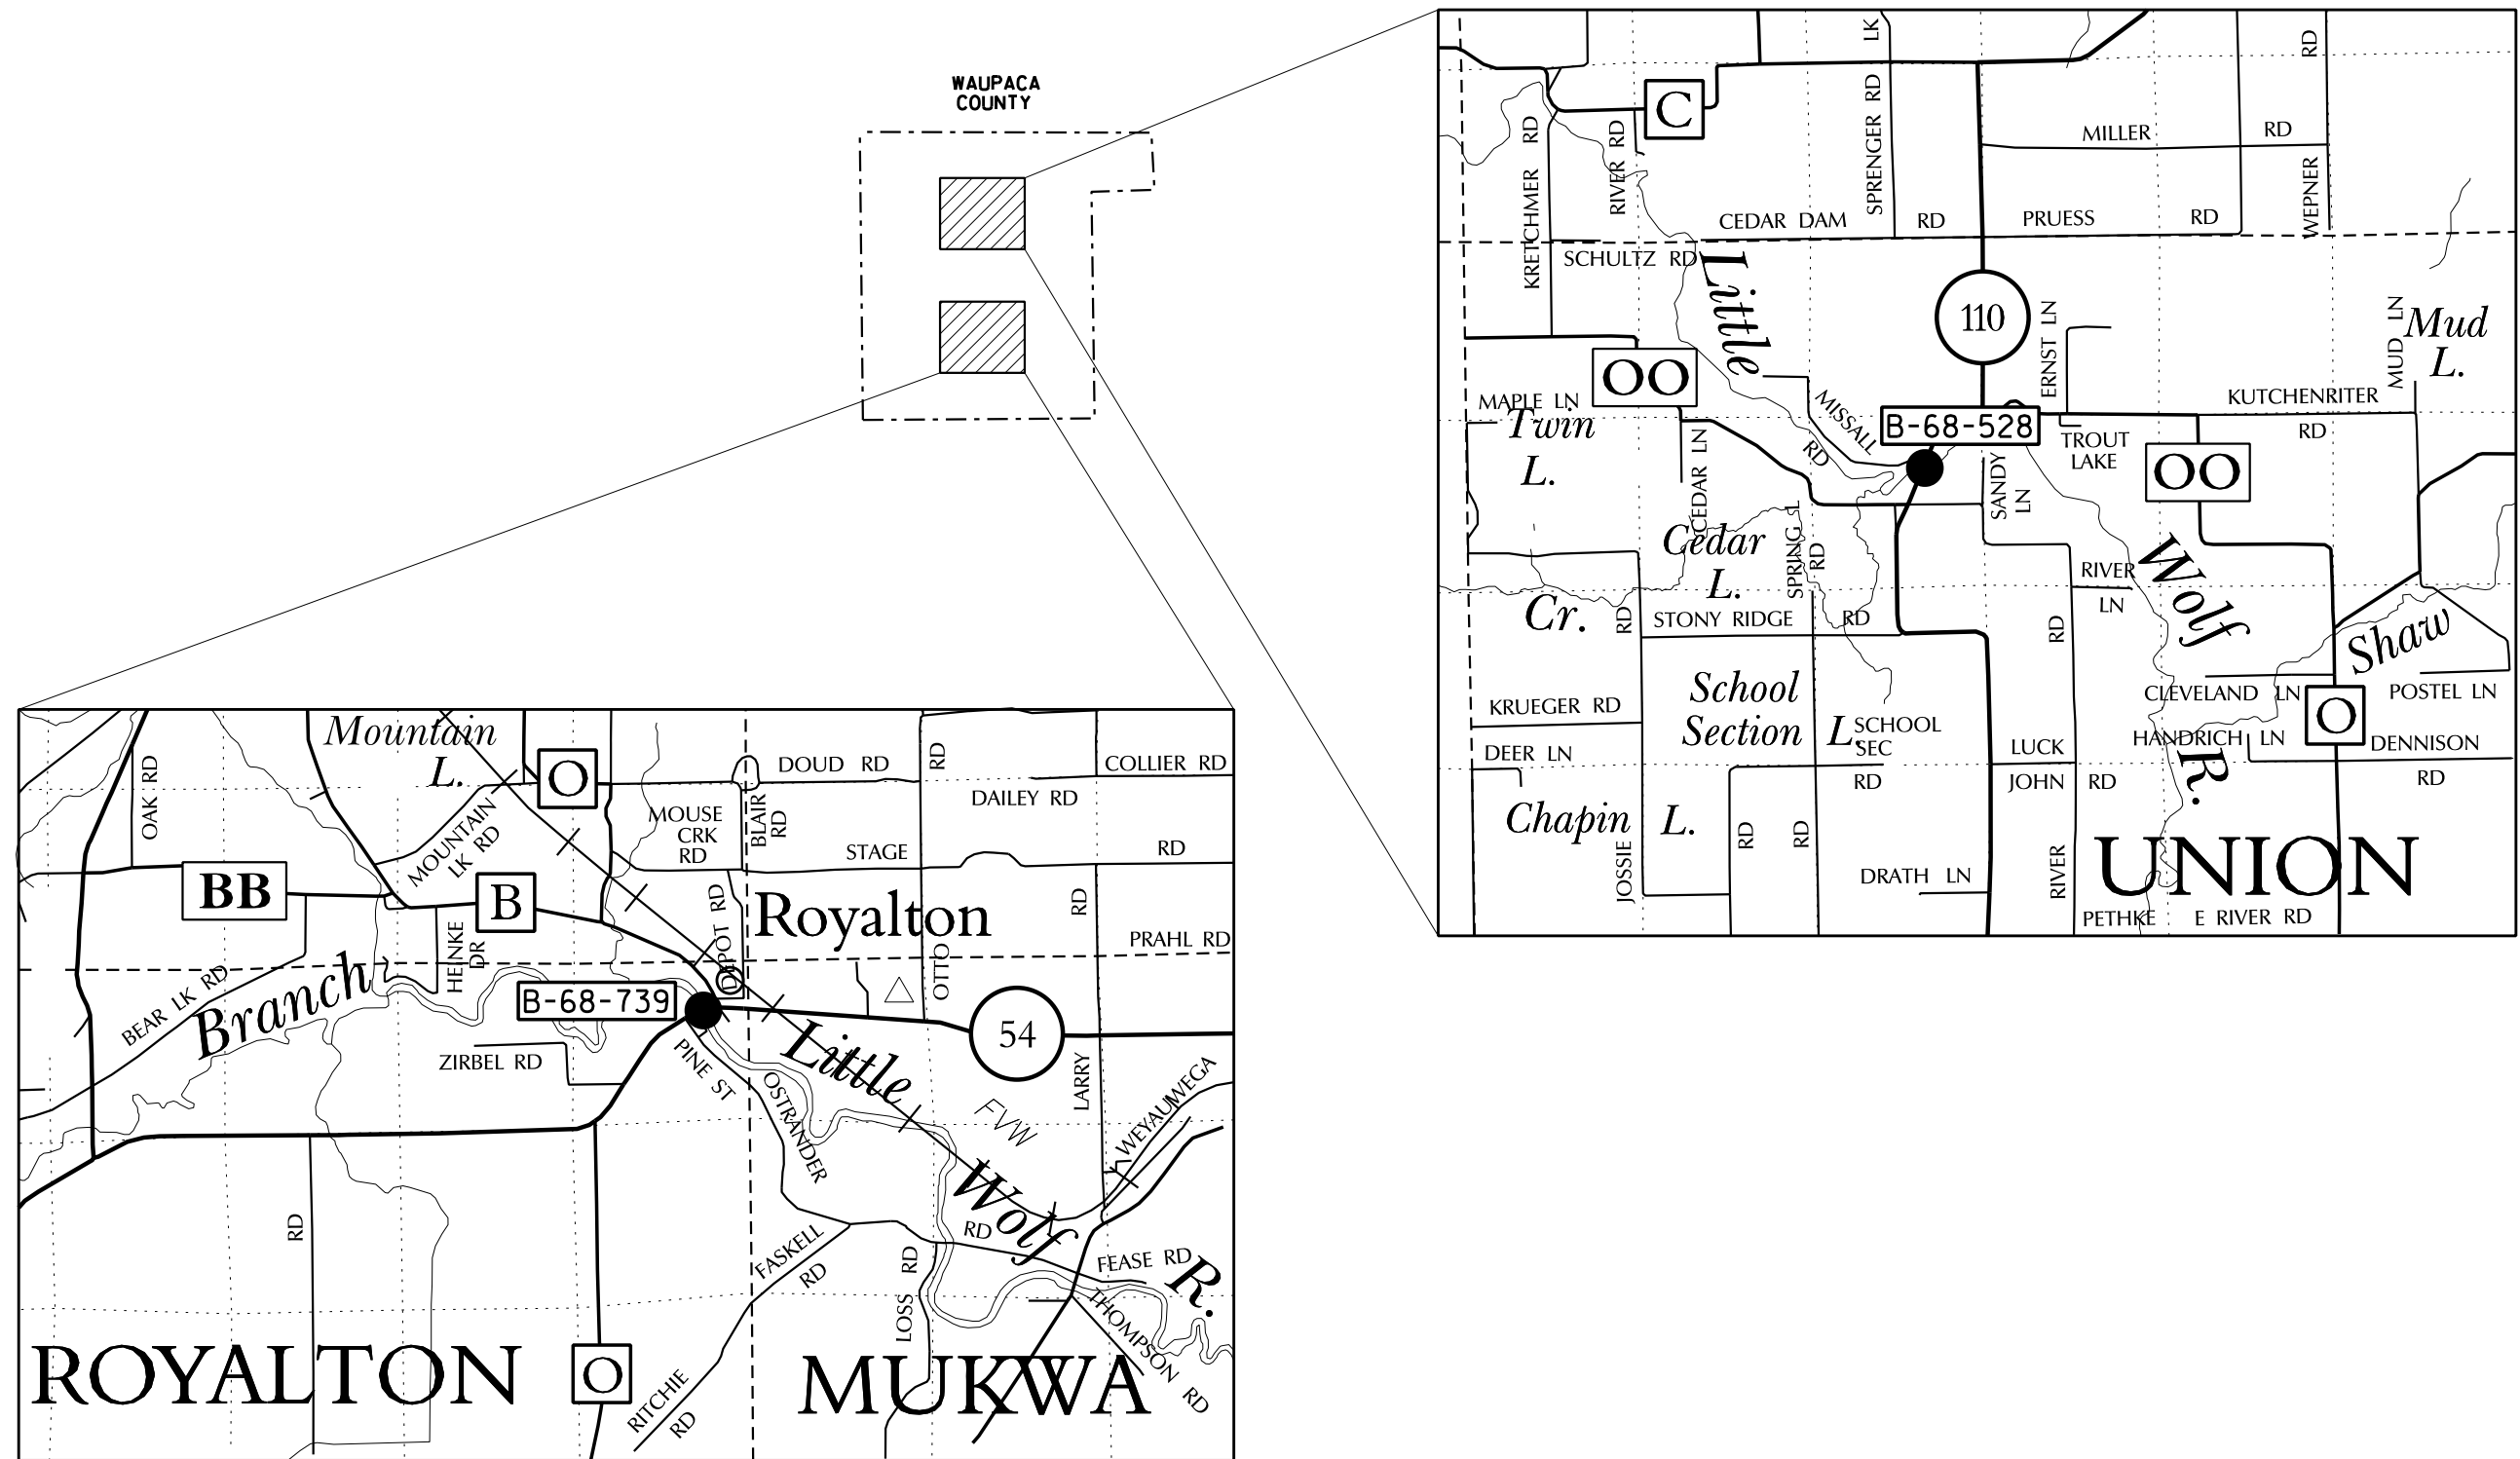 WAUPACA
COUNTY
LK
RD
C
KRETCHMER RD
RIVER RD
SPRENGER RD
MILLER RD
WEPNER
CEDAR DAM RD
PRUESS RD
SCHULTZ RD
Little
110
ERNST LN
MUD LN
Mud
L.
OO
MAPLE LN
Twin
L.
MISSALL
RD
B-68-528
KUTCHENRITER
RD
TROUT
LAKE
OO
CEDAR LN
SANDY
LN
Cedar
L.
SPRING L
RD
Wolf
RIVER
LN
Cr.
RD
STONY RIDGE RD
RD
Shaw
School
Section L.
KRUEGER RD
CLEVELAND LN
POSTEL LN
O
SCHOOL
SEC
RD
DEER LN
LUCK
JOHN RD
HANDRICH LN
R.
DENNISON
RD
Chapin L.
JOSSIE
RD
RD
DRATH LN
RIVER
UNION
PETHKE E RIVER RD
Mountain
L.
O
DOUD RD
RD
COLLIER RD
OAK RD
MOUNTAIN
LK RD
MOUSE
CRK
RD
BLAIR
RD
DAILEY RD
STAGE RD
BB
B
DEPOT RD
Royalton
RD
HEINKE
DR
OTTO
PRAHL RD
BEAR LK RD
Branch
B-68-739
54
ZIRBEL RD
PINE ST
Little
OSTRANDER
FVW
LARRY
WEYAUWEGA
Wolf
RD
RD
FASKELL
RD
RD
FEASE RD
R.
LOSS
THOMPSON RD
ROYALTON
O
RITCHIE
RD
MUKWA